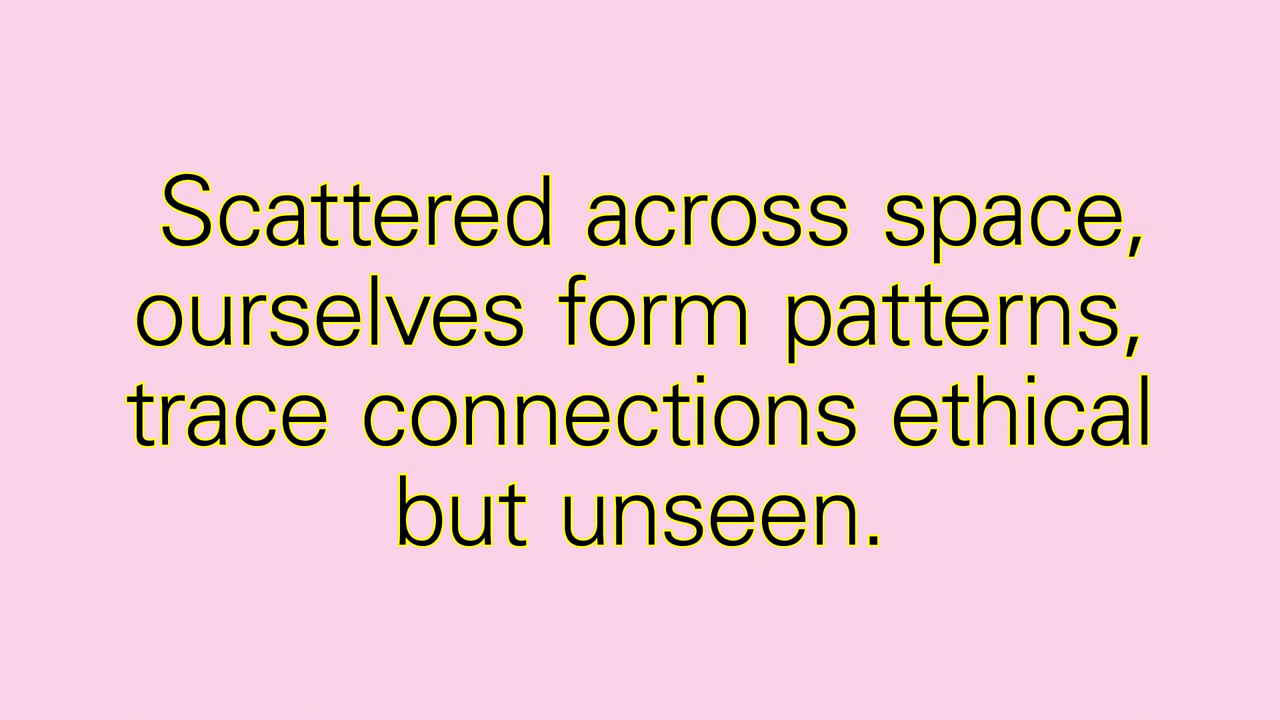 Scattered across space,
ourselves form patterns,
trace connections ethical
but unseen.